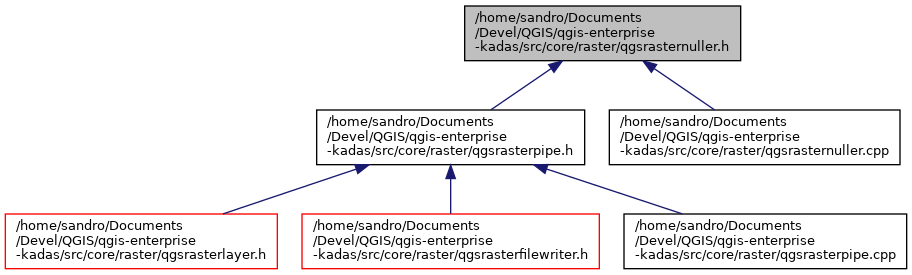 /home/sandro/Documents
/Devel/QGIS/qgis-enterprise
-kadas/src/core/raster/qgsrasternuller.h
/home/sandro/Documents
/Devel/QGIS/qgis-enterprise
-kadas/src/core/raster/qgsrasterpipe.h
/home/sandro/Documents
/Devel/QGIS/qgis-enterprise
-kadas/src/core/raster/qgsrasternuller.cpp
/home/sandro/Documents
/Devel/QGIS/qgis-enterprise
-kadas/src/core/raster/qgsrasterlayer.h
/home/sandro/Documents
/Devel/QGIS/qgis-enterprise
-kadas/src/core/raster/qgsrasterfilewriter.h
/home/sandro/Documents
/Devel/QGIS/qgis-enterprise
-kadas/src/core/raster/qgsrasterpipe.cpp